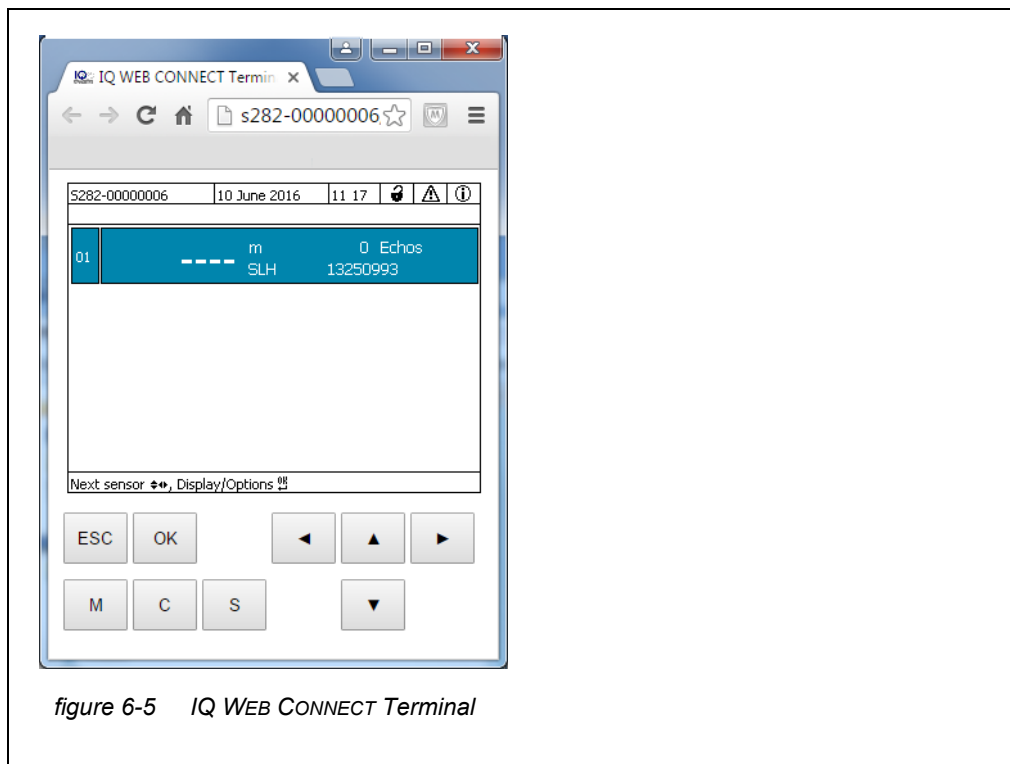 IQ WEB CONNECT Termin
s282-00000006
S282-00000006 10 June 2016 11 17
01 ---- m 0 Echos
SLH 13250993
Next sensor, Display/Options OK
ESC OK
M C S
figure 6-5 IQ WEB CONNECT Terminal